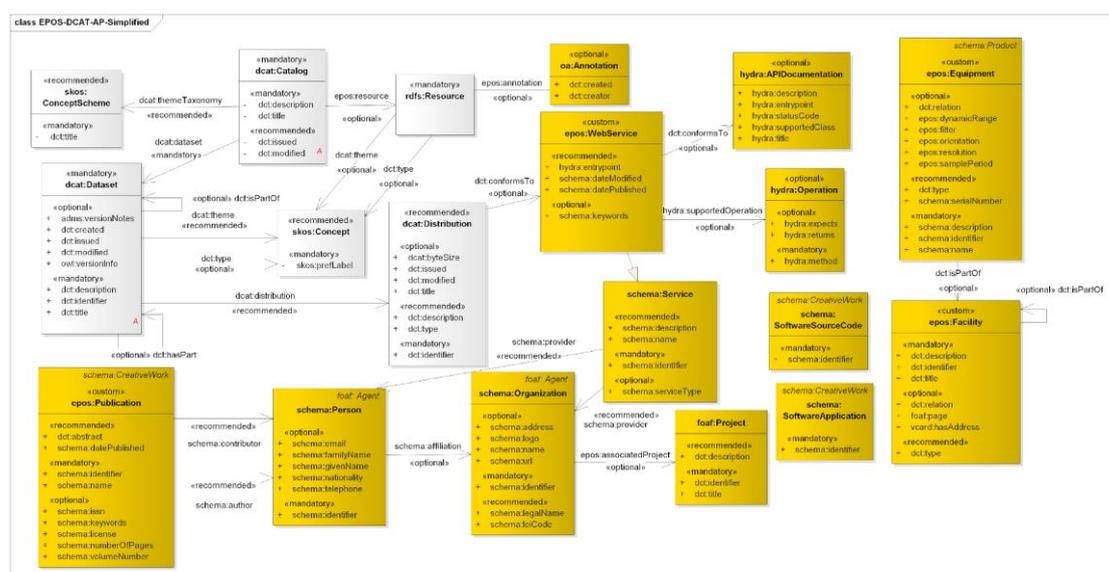 class EPOS-DCAT-AP-Simplified
«recommended»
skos:
ConceptScheme
«mandatory»
- dct:title
dcat:themeTaxonomy
«recommended»
«mandatory»
dcat:Catalog
«mandatory»
- dct:description
- dct:title
«recommended»
- dct:issued
- dct:modified
A
epos:resource
«optional»
«mandatory»
rdfs:Resource
epos:annotation
«optional»
«optional»
oa:Annotation
+ dct:created
+ dct:creator
«optional»
hydra:APIDocumentation
+ hydra:description
+ hydra:entrypoint
+ hydra:statusCode
+ hydra:supportedClass
+ hydra:title
schema:Product
«custom»
epos:Equipment
«optional»
+ dct:relation
+ epos:dynamicRange
+ epos:filter
+ epos:orientation
+ epos:resolution
+ epos:samplePeriod
«recommended»
+ dct:type
+ schema:serialNumber
«mandatory»
+ schema:description
+ schema:identifier
+ schema:name
dcat:dataset
«mandatory»
dcat:theme
«optional»
dct:type
«optional»
«custom»
epos:WebService
«recommended»
+ hydra:entrypoint
+ schema:dateModified
+ schema:datePublished
«optional»
+ schema:keywords
dct:conformsTo
«optional»
«mandatory»
dcat:Dataset
«optional»
+ adms:versionNotes
+ dct:created
+ dct:issued
+ dct:modified
+ owl:versionInfo
«mandatory»
+ dct:description
+ dct:identifier
+ dct:title
A
«optional» dct:isPartOf
dcat:theme
«recommended»
dct:type
«optional»
«recommended»
skos:Concept
«mandatory»
- skos:prefLabel
dct:conformsTo
«optional»
«recommended»
dcat:Distribution
«optional»
+ dcat:byteSize
+ dct:issued
+ dct:modified
+ dct:title
«recommended»
+ dct:description
+ dct:type
«mandatory»
+ dct:identifier
hydra:supportedOperation
«optional»
«optional»
hydra:Operation
«optional»
+ hydra:expects
+ hydra:returns
«mandatory»
+ hydra:method
dcat:distribution
«recommended»
«optional» dct:hasPart
schema:Service
«recommended»
+ schema:description
+ schema:name
«mandatory»
+ schema:identifier
«optional»
+ schema:serviceType
schema:CreativeWork
schema:
SoftwareSourceCode
«mandatory»
- schema:identifier
dct:isPartOf
«optional»
«optional» dct:isPartOf
«custom»
epos:Facility
«mandatory»
+ dct:description
+ dct:identifier
+ dct:title
«optional»
+ dct:relation
+ foaf:page
+ vcard:hasAddress
«recommended»
+ dct:type
schema:provider
«recommended»
schema:CreativeWork
«custom»
epos:Publication
«recommended»
+ dct:abstract
+ schema:datePublished
«mandatory»
+ schema:identifier
+ schema:name
«optional»
+ schema:issn
+ schema:keywords
+ schema:license
+ schema:numberOfPages
+ schema:volumeNumber
«recommended»
schema:contributor
«recommended»
schema:author
foaf: Agent
schema:Person
«optional»
+ schema:email
+ schema:familyName
+ schema:givenName
+ schema:nationality
+ schema:telephone
«mandatory»
+ schema:identifier
schema:affiliation
«optional»
foaf: Agent
schema:Organization
«optional»
+ schema:address
+ schema:logo
+ schema:name
+ schema:url
«mandatory»
+ schema:identifier
«recommended»
+ schema:legalName
+ schema:leiCode
«recommended»
schema:provider
epos:associatedProject
«optional»
foaf:Project
«recommended»
+ dct:description
«mandatory»
+ dct:identifier
+ dct:title
schema:CreativeWork
schema:
SoftwareApplication
«mandatory»
+ schema:identifier